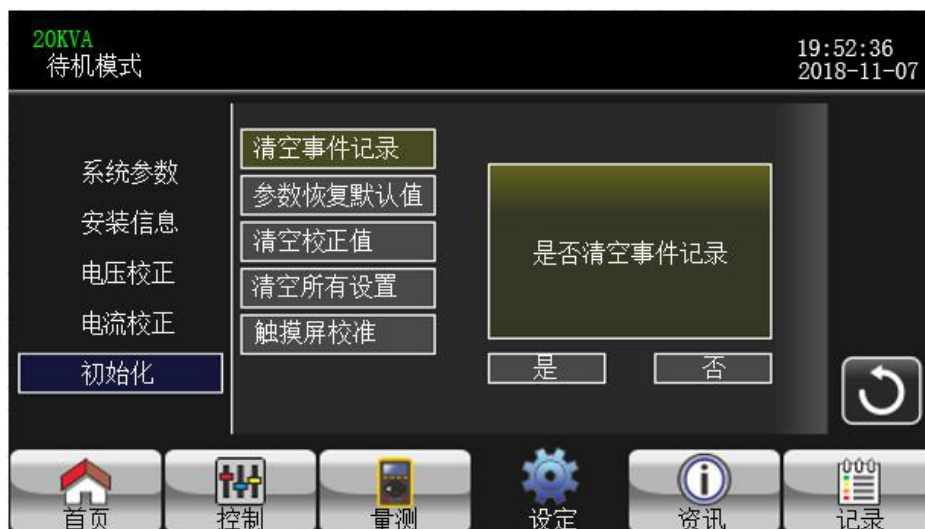 20KVA
待机模式
19:52:36
2018-11-07
系统参数
安装信息
电压校正
电流校正
初始化
清空事件记录
参数恢复默认值
清空校正值
清空所有设置
触摸屏校准
是否清空事件记录
是
否
首页
控制
量测
设定
资讯
记录